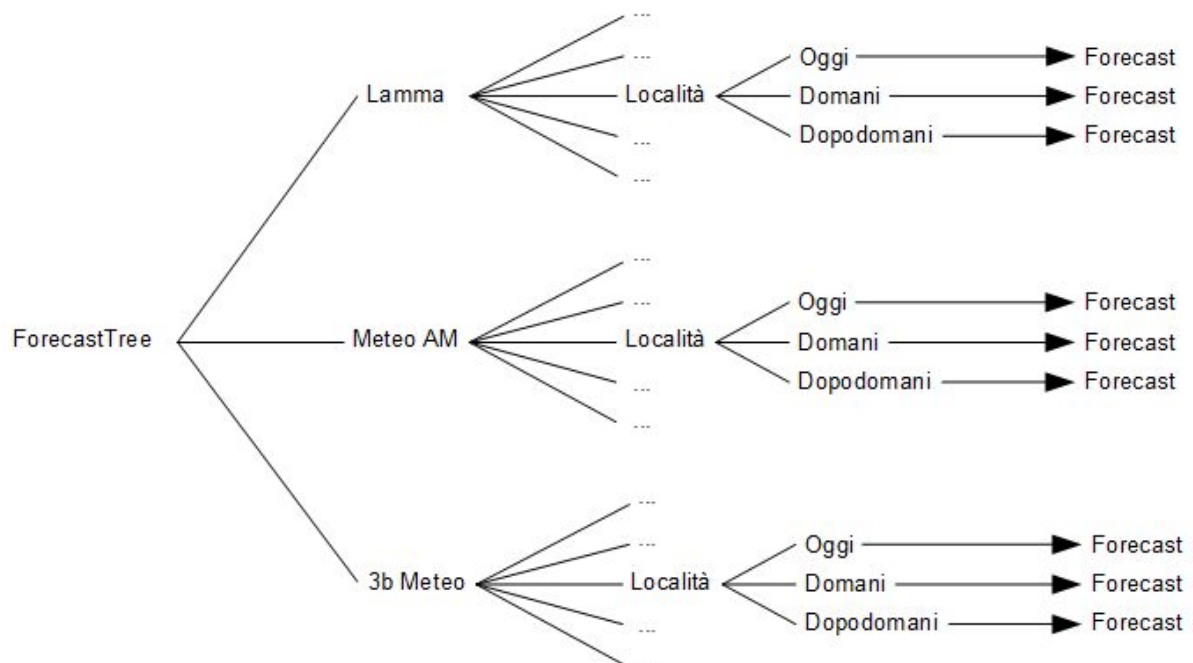 ...
...
Oggi Forecast
Lamma Località Domani Forecast
... Dopodomani Forecast
...
...
... Oggi Forecast
ForecastTree Meteo AM Località Domani Forecast
... Dopodomani Forecast
...
...
... Oggi Forecast
3b Meteo Località Domani Forecast
... Dopodomani Forecast